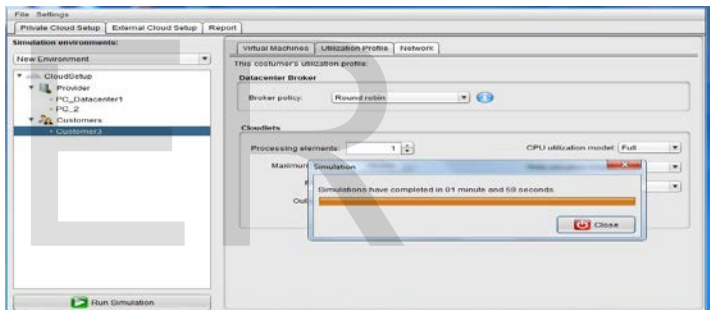 File Settings
Private Cloud Setup External Cloud Setup Report
Simulation environments:
New Environment
CloudSetup
Provider
PC_Datacenter1
PC_2
Customers
Customer3
Run Simulation
Virtual Machines Utilization Profile Network
This costumer's utilization profile:
Datacenter Broker
Broker policy: Round robin
Cloudlets
Processing elements: 1 CPU utilization model Full
Maximum
Simulation
Simulations have completed in 01 minute and 59 seconds.
Close